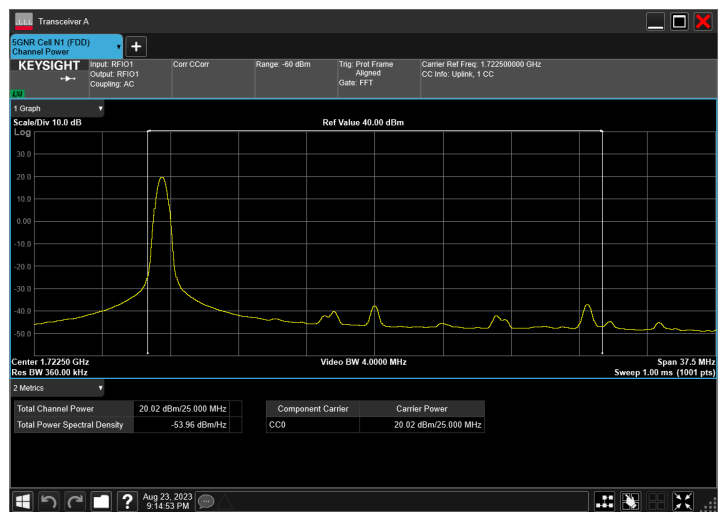 Transceiver A
5GNR Cell N1 (FDD)
Channel Power
KEYSIGHT
Input: RFIO1
Output: RFIO1
Coupling: AC
Corr CCorr
Range: -60 dBm
Trig: Prot Frame
Aligned
Gate: FFT
Carrier Ref Freq: 1.722500000 GHz
CC Info: Uplink, 1 CC
LXI
1 Graph
Scale/Div 10.0 dB
Ref Value 40.00 dBm
Log
30.0
20.0
10.0
0.00
-10.0
-20.0
-30.0
-40.0
-50.0
Center 1.72250 GHz
Video BW 4.0000 MHz
Span 37.5 MHz
Res BW 360.00 kHz
Sweep 1.00 ms (1001 pts)
2 Metrics
Total Channel Power 20.02 dBm/25.000 MHz
Total Power Spectral Density -53.96 dBm/Hz
Component Carrier Carrier Power
CC0 20.02 dBm/25.000 MHz
?
Aug 23, 2023
9:14:53 PM